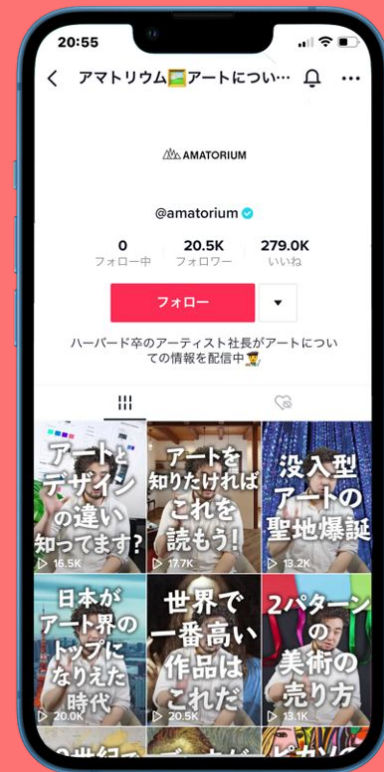 20:55
アマトリウム🖼️アートについ…
AMATORIUM
@amatorium
0 20.5K 279.0K
フォロー中 フォロワー いいね
フォロー
ハーバード卒のアーティスト社長がアートについ
ての情報を配信中👨‍🎨
アートと
デザイン
の違い
知ってます?
16.5K
アートを
知りたければ
これを
読もう!
17.7K
没入型
アートの
聖地爆誕
13.2K
日本が
アート界の
トップに
なりえた
時代
20.0K
世界で
一番高い
作品は
これだ
20.5K
2パターン
の
美術の
売り方
13.1K
ピカソの